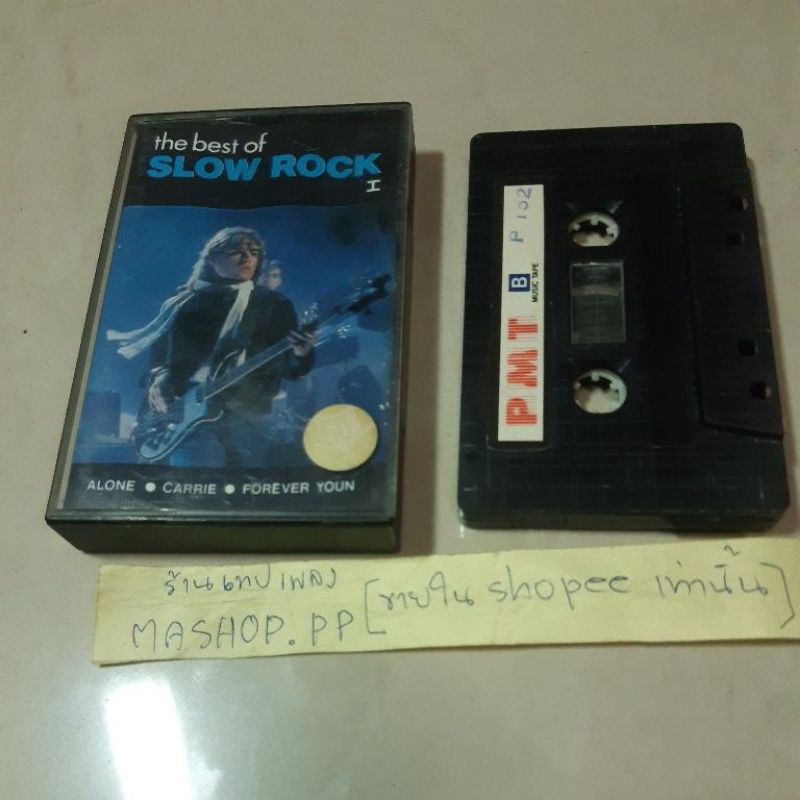 the best of
SLOW ROCK
I
ALONE ● CARRIE ● FOREVER YOUN
P 102
B
MUSIC TAPE
PMT
ร้านเทปเพลง
MASHOP.PP [ขายใน shopee เท่านั้น]